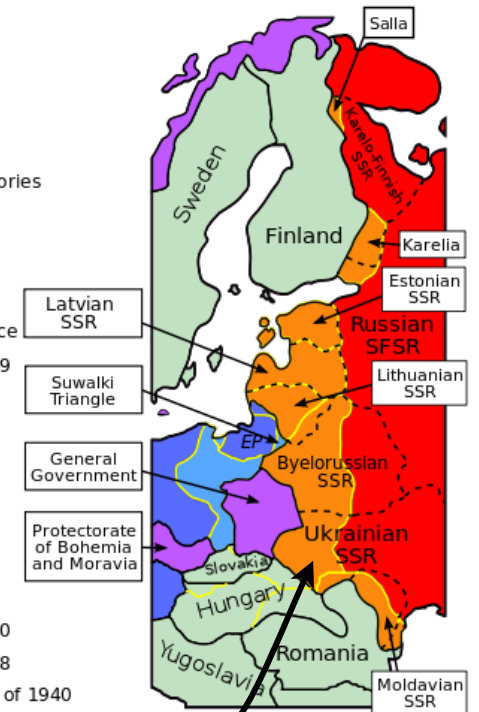 Salla
ories
Karelo-Finnish
SSR
Sweden
Finland
Karelia
Estonian
SSR
Latvian
SSR
Russian
SFSR
ce
9
Lithuanian
SSR
Suwalki
Triangle
EP
General
Government
Byelorussian
SSR
Protectorate
of Bohemia
and Moravia
Ukrainian
SSR
Slovakia
Hungary
0
Yugoslavia
Romania
8
Moldavian
SSR
of 1940